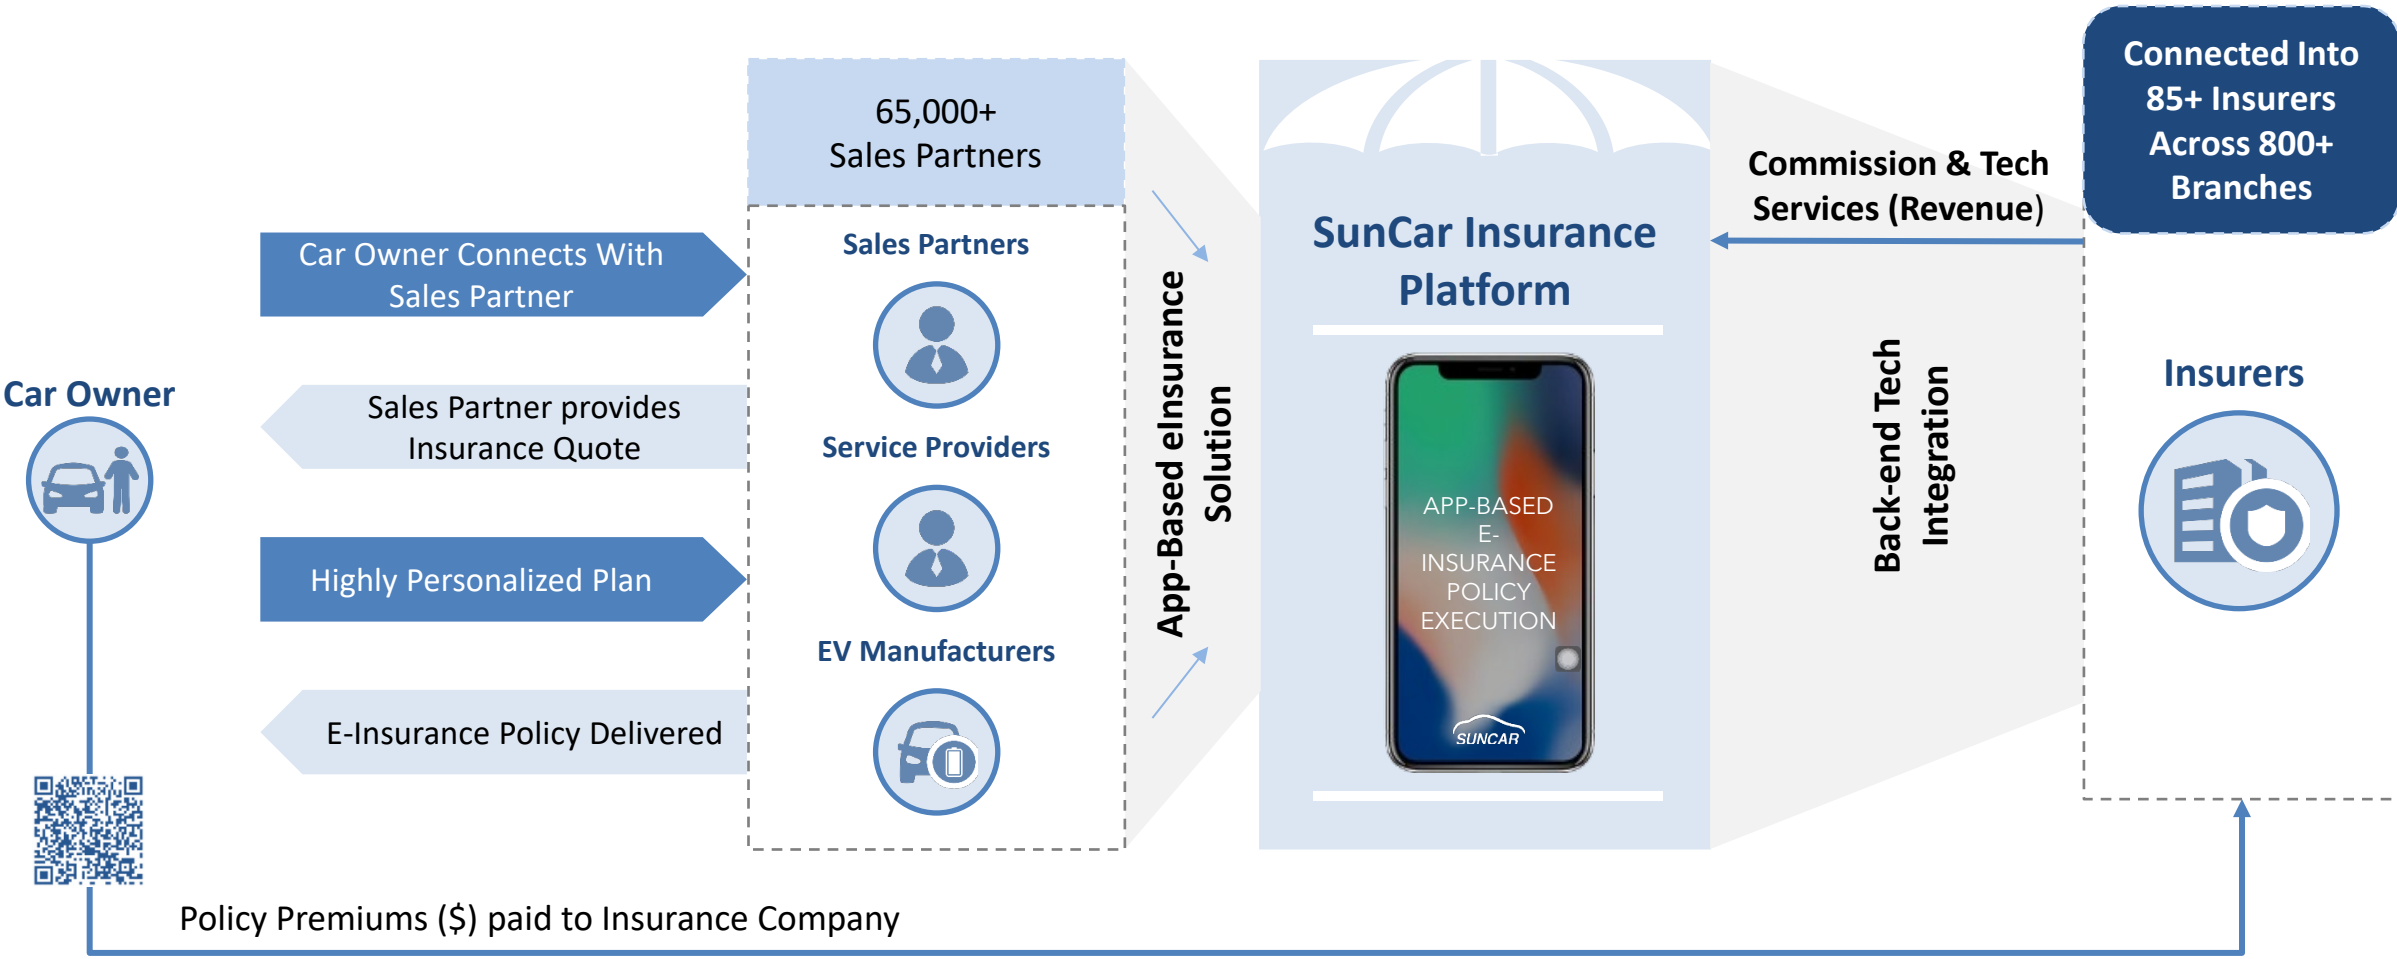 Car Owner
Car Owner Connects With
Sales Partner
Sales Partner provides
Insurance Quote
Highly Personalized Plan
E-Insurance Policy Delivered
65,000+
Sales Partners
Sales Partners
Service Providers
EV Manufacturers
App-Based eInsurance
Solution
SunCar Insurance
Platform
APP-BASED
E-
INSURANCE
POLICY
EXECUTION
SUNCAR
Commission & Tech
Services (Revenue)
Back-end Tech
Integration
Connected Into
85+ Insurers
Across 800+
Branches
Insurers
Policy Premiums ($) paid to Insurance Company